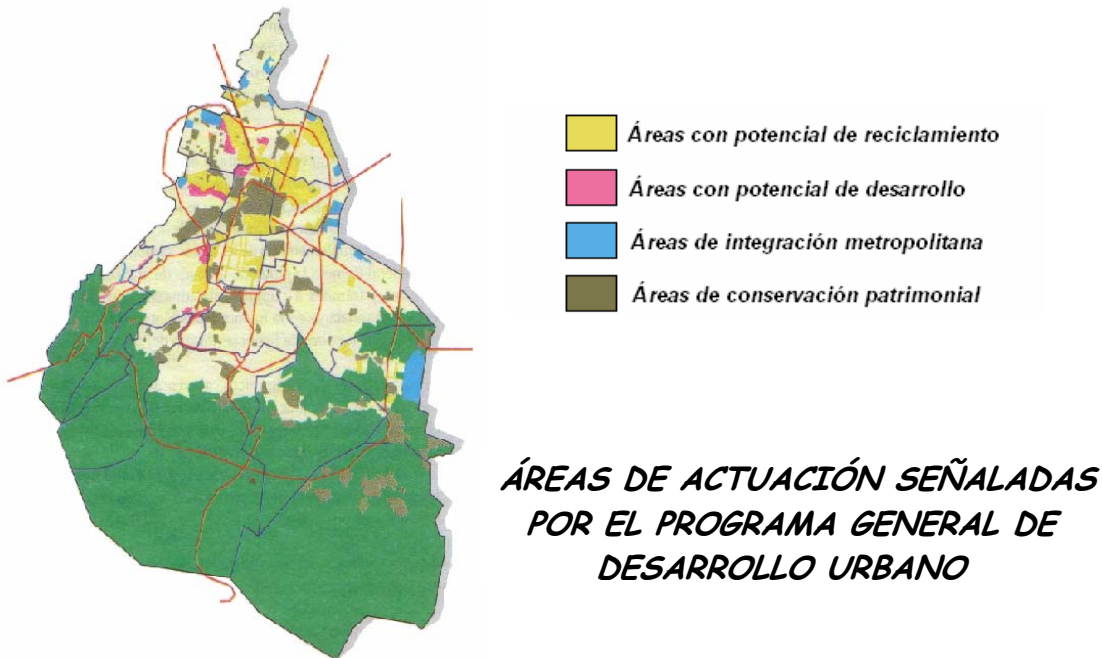 Áreas con potencial de reciclamiento
Áreas con potencial de desarrollo
Áreas de integración metropolitana
Áreas de conservación patrimonial
ÁREAS DE ACTUACIÓN SEÑALADAS
POR EL PROGRAMA GENERAL DE
DESARROLLO URBANO